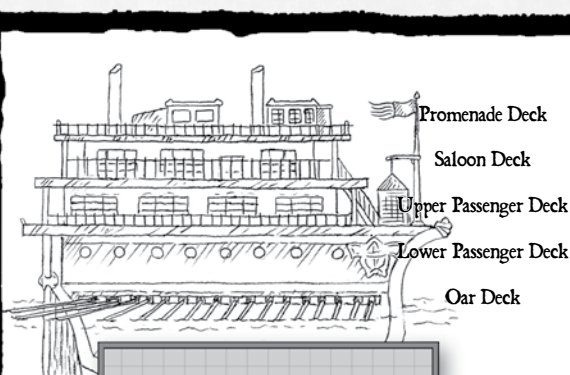 Promenade Deck
Saloon Deck
Upper Passenger Deck
Lower Passenger Deck
Oar Deck